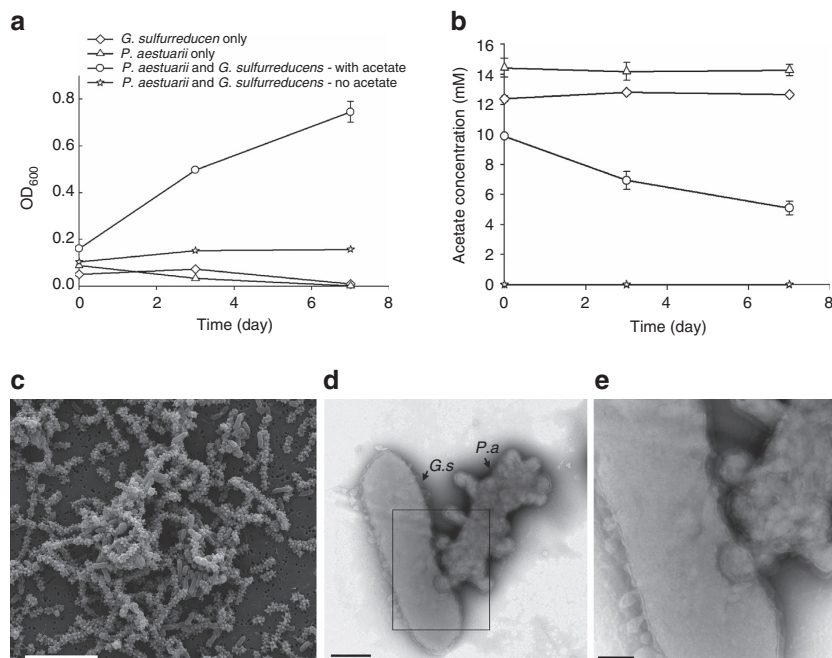 a
G. sulfurreducen only
P. aestuarii only
P. aestuarii and G. sulfurreducens - with acetate
P. aestuarii and G. sulfurreducens - no acetate
0.8
0.6
0.4
0.2
0.0
OD600
0 2 4 6 8
Time (day)
b
16
14
12
10
8
6
4
2
0
Acetate concentration (mM)
0 2 4 6 8
Time (day)
c
d
G.s
P.a
e